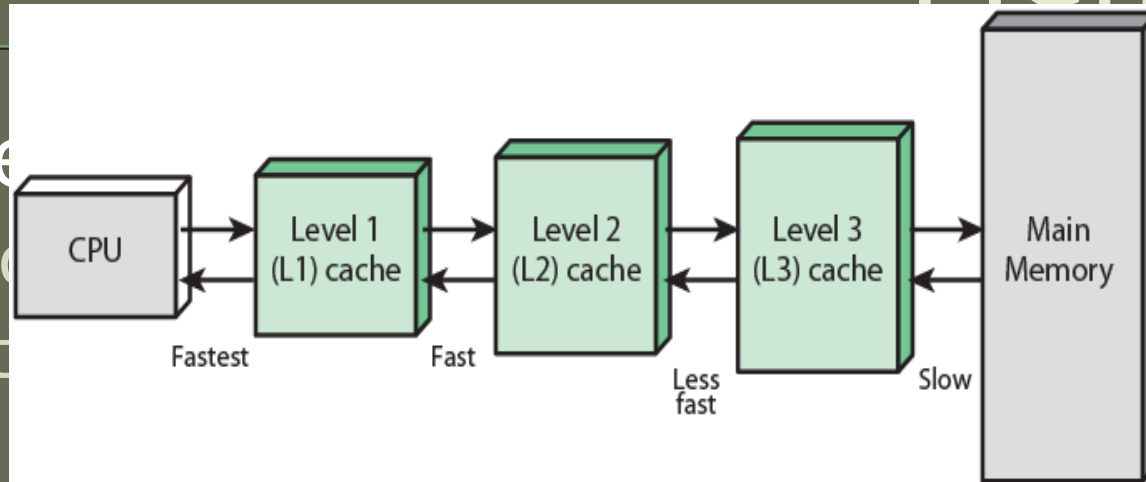 CPU
Level 1
(L1) cache
Level 2
(L2) cache
Level 3
(L3) cache
Main
Memory
Fastest
Fast
Less
fast
Slow